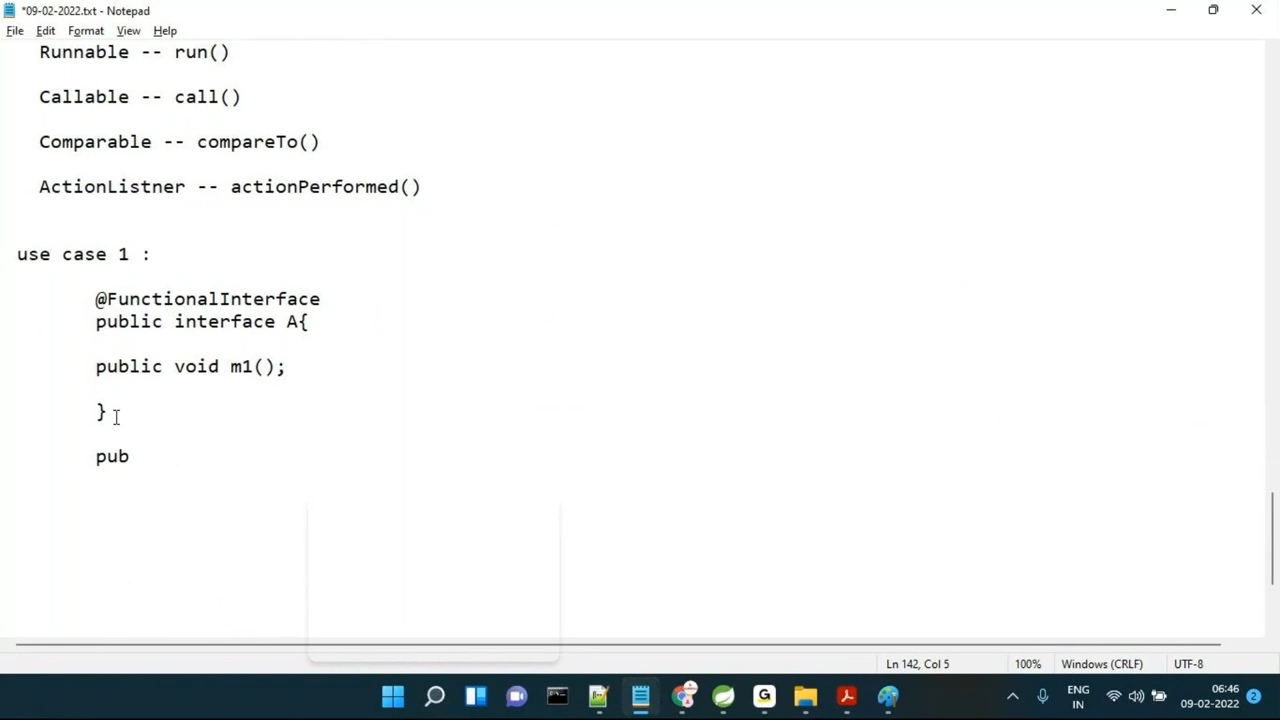 *09-02-2022.txt - Notepad
File Edit Format View Help
Runnable -- run()
Callable -- call()
Comparable -- compareTo()
ActionListner -- actionPerformed()
use case 1 :
@FunctionalInterface
public interface A{
public void m1();
}
pub
Ln 142, Col 5 100% Windows (CRLF) UTF-8
G
ENG
IN
06:46
09-02-2022
2